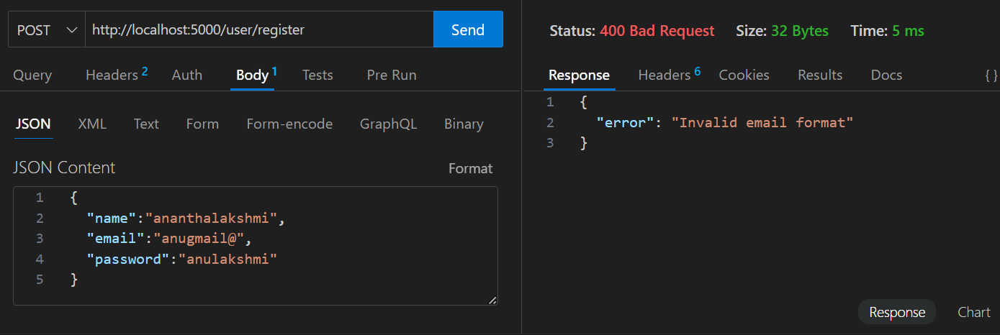 POST http://localhost:5000/user/register Send
Query Headers 2 Auth Body 1 Tests Pre Run
JSON XML Text Form Form-encode GraphQL Binary
JSON Content Format
1 {
2 "name":"ananthalakshmi",
3 "email":"anugmail@",
4 "password":"anulakshmi"
5 }
Status: 400 Bad Request Size: 32 Bytes Time: 5 ms
Response Headers 6 Cookies Results Docs { }
1 {
2 "error": "Invalid email format"
3 }
Response Chart